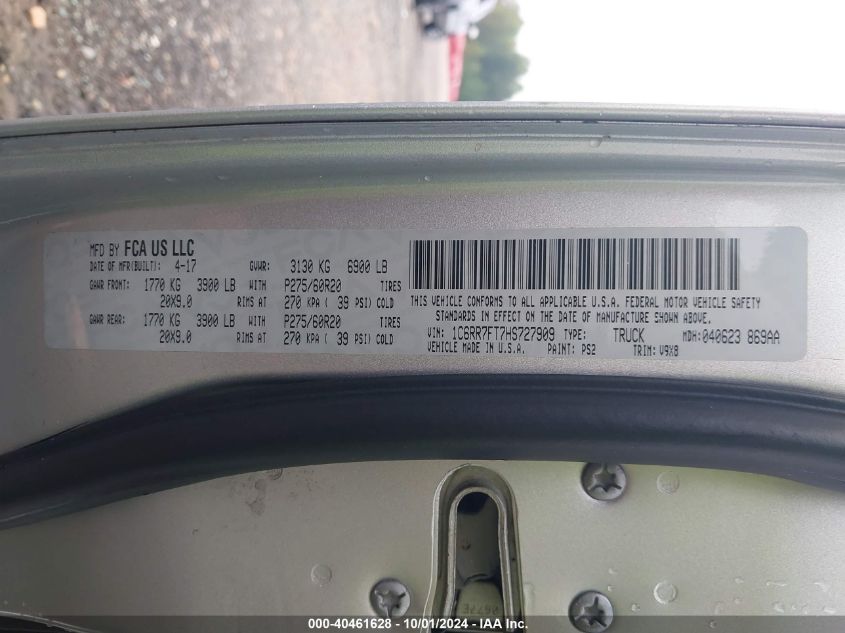 MFD BY FCA US LLC
DATE OF MFR(BUILT): 4-17 GVWR: 3130 KG 6900 LB
GAWR FRONT: 1770 KG 3900 LB WITH P275/60R20 TIRES
20X9.0 RIMS AT 270 KPA ( 39 PSI) COLD
GAWR REAR: 1770 KG 3900 LB WITH P275/60R20 TIRES
20X9.0 RIMS AT 270 KPA ( 39 PSI) COLD
THIS VEHICLE CONFORMS TO ALL APPLICABLE U.S.A. FEDERAL MOTOR VEHICLE SAFETY
STANDARDS IN EFFECT ON THE DATE OF MANUFACTURE SHOWN ABOVE.
VIN: 1C6RR7FT7HS727909 TYPE: TRUCK MDH: 040623 869AA
VEHICLE MADE IN U.S.A. PAINT: PS2 TRIM: V9X8
000-40461628 - 10/01/2024 - IAA Inc.